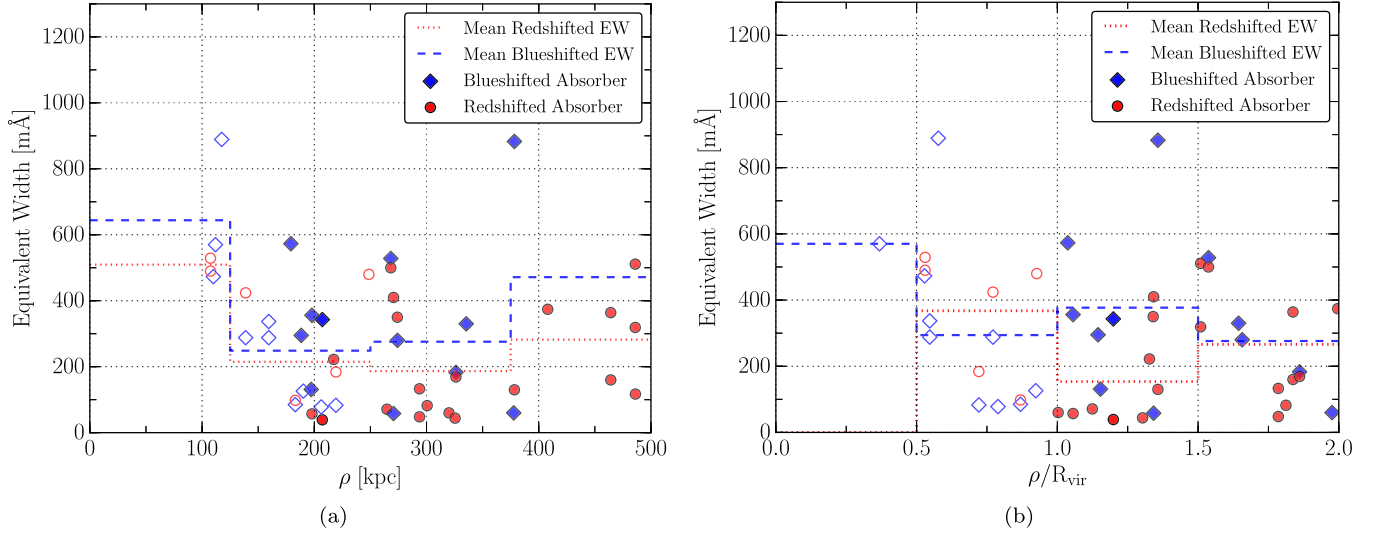 1200
1000
800
600
400
200
0
Equivalent Width [mÅ]
0
100
200
300
400
500
ρ [kpc]
Mean Redshifted EW
Mean Blueshifted EW
Blueshifted Absorber
Redshifted Absorber
(a)
1200
1000
800
600
400
200
0
Equivalent Width [mÅ]
0.0
0.5
1.0
1.5
2.0
ρ/Rvir
Mean Redshifted EW
Mean Blueshifted EW
Blueshifted Absorber
Redshifted Absorber
(b)